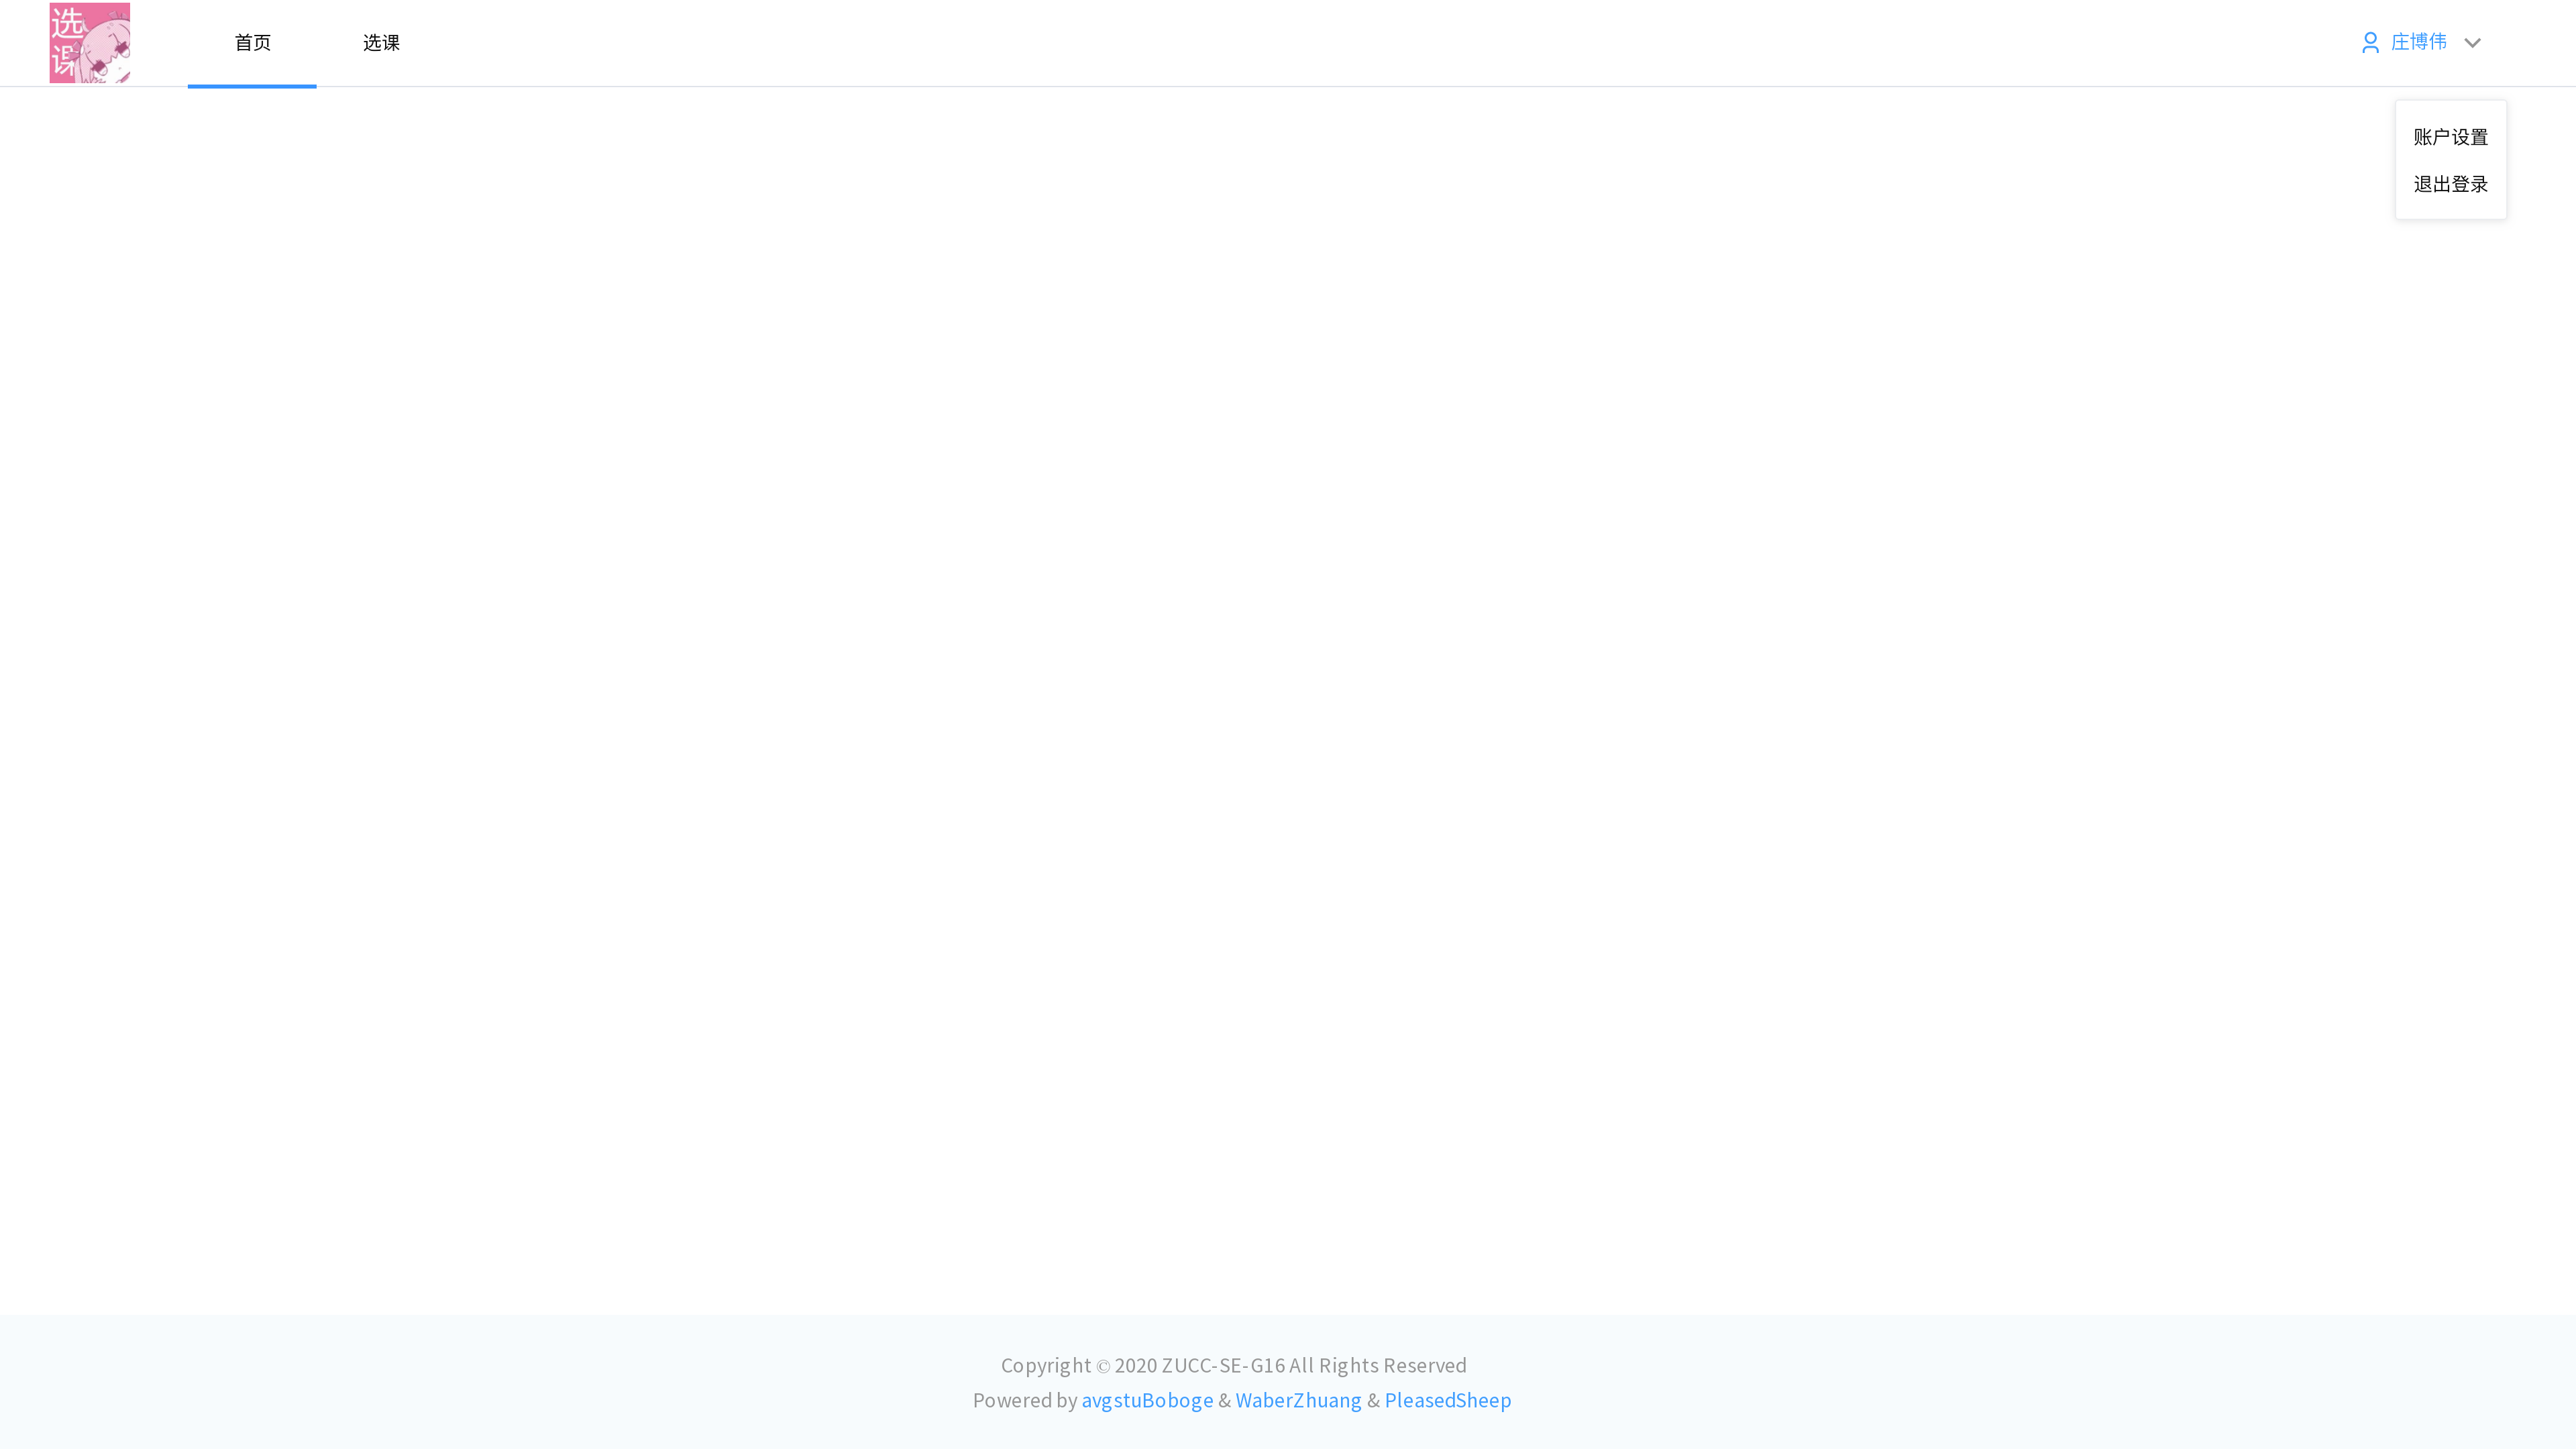 选课
首页
选课
庄博伟
账户设置
退出登录
Copyright © 2020 ZUCC-SE-G16 All Rights Reserved
Powered by avgstuBoboge & WaberZhuang & PleasedSheep